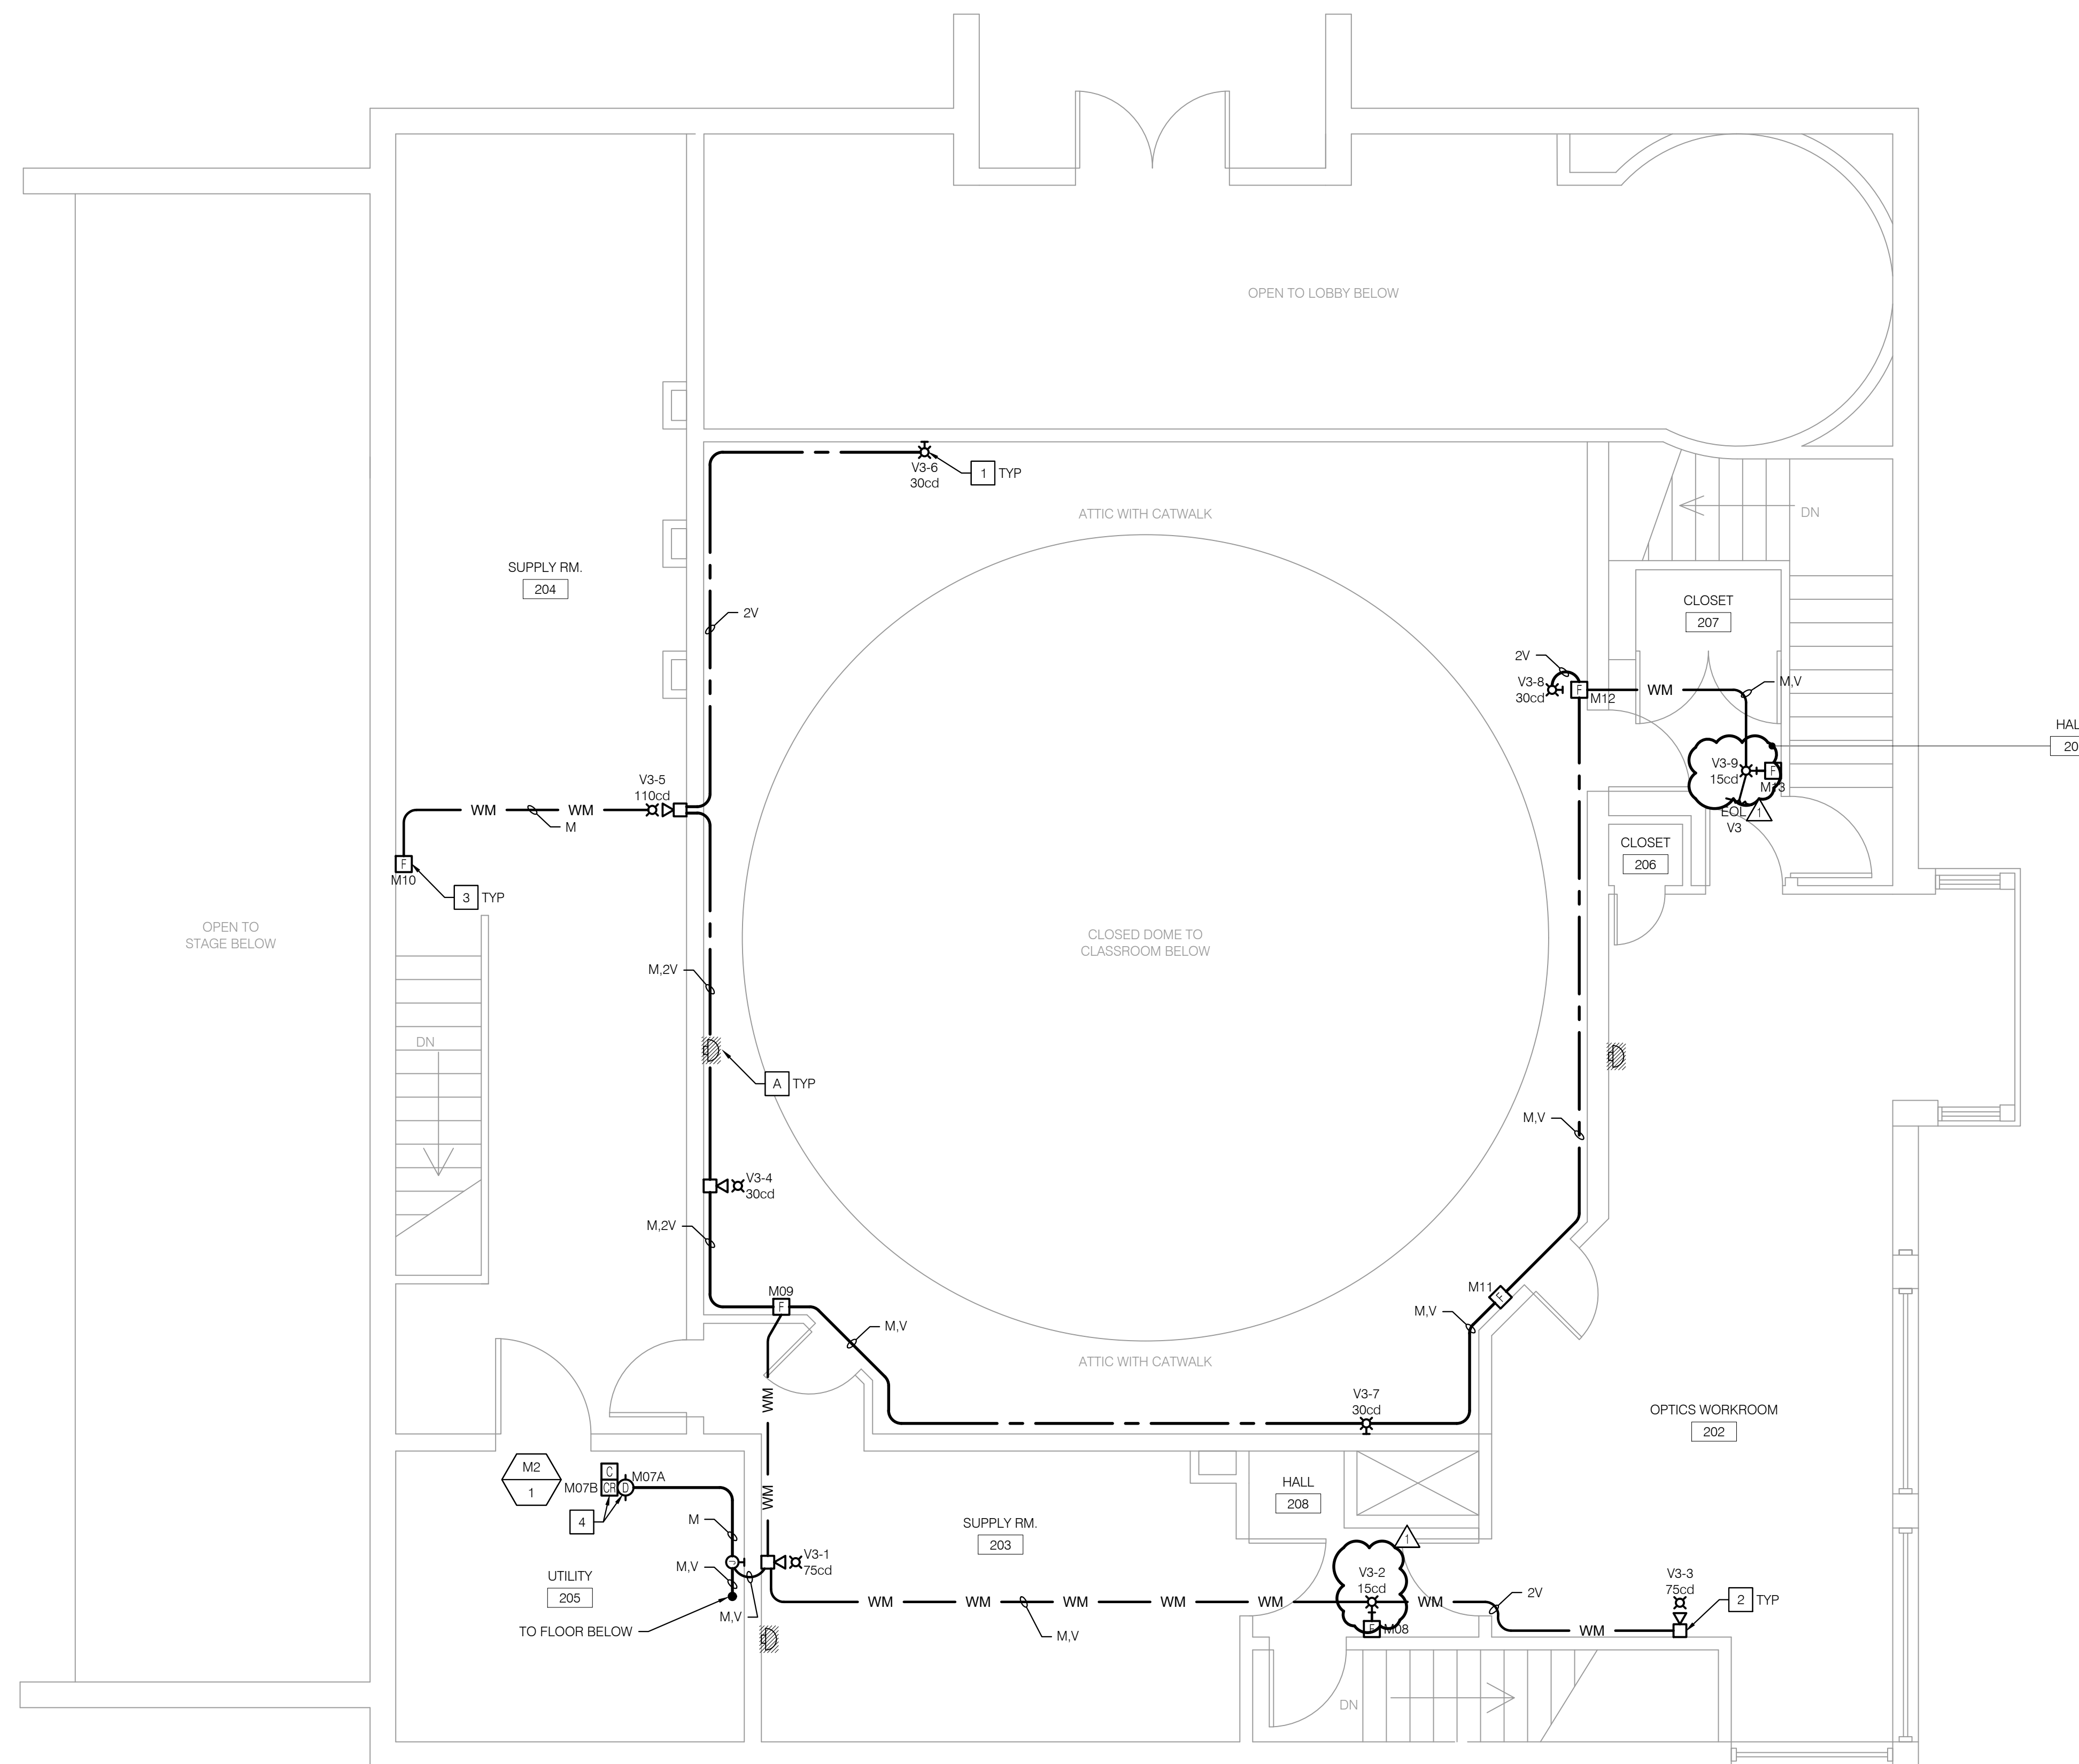 OPEN TO LOBBY BELOW
V3-6
30cd
1 TYP
ATTIC WITH CATWALK
DN
SUPPLY RM.
204
2V
CLOSET
207
2V
V3-8
30cd
F
M12
WM
M,V
HAL
20
V3-9
15cd
F
M13
EOL
V3
1
V3-5
110cd
WM
WM
M
F
M10
3 TYP
CLOSET
206
OPEN TO
STAGE BELOW
CLOSED DOME TO
CLASSROOM BELOW
M,2V
DN
A TYP
M,V
V3-4
30cd
M,2V
M09
F
M11
F
M,V
M,V
ATTIC WITH CATWALK
WM
V3-7
30cd
OPTICS WORKROOM
202
M2
1
C
CR
D
M07A
M07B
4
WM
HALL
208
M
SUPPLY RM.
203
1
V3-1
75cd
M,V
UTILITY
205
V3-2
15cd
V3-3
75cd
2V
2 TYP
WM
WM
WM
WM
WM
WM
M,V
TO FLOOR BELOW
M,V
F
M08
WM
DN